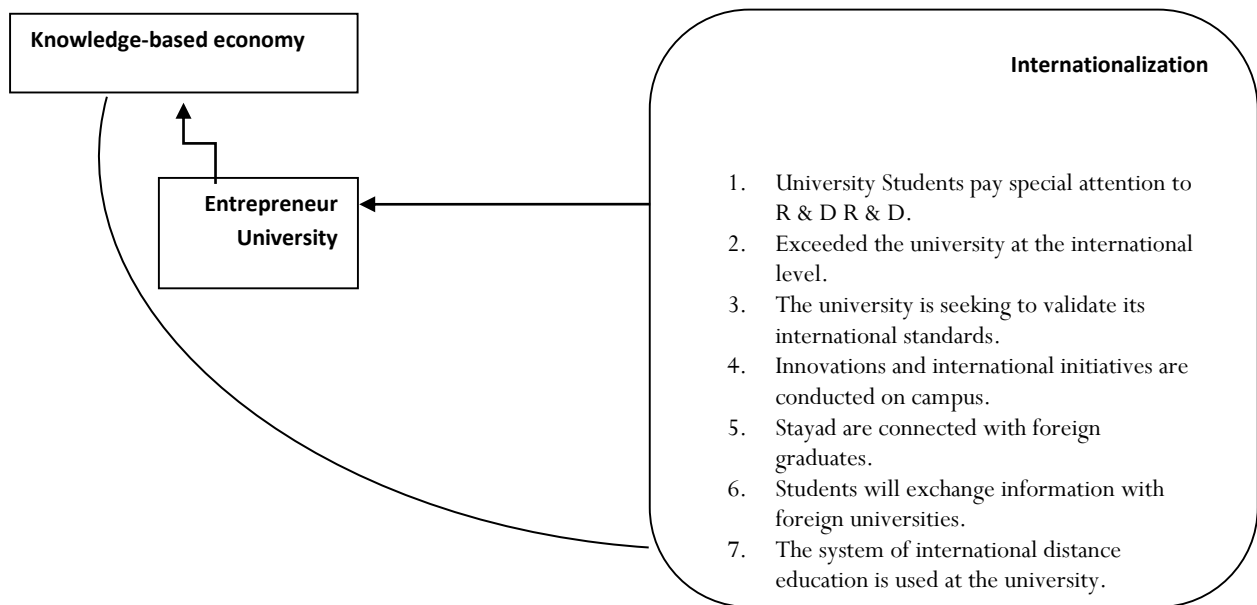 Knowledge-based economy
Entrepreneur
University
Internationalization
1. University Students pay special attention to
R & D R & D.
2. Exceeded the university at the international
level.
3. The university is seeking to validate its
international standards.
4. Innovations and international initiatives are
conducted on campus.
5. Stayad are connected with foreign
graduates.
6. Students will exchange information with
foreign universities.
7. The system of international distance
education is used at the university.